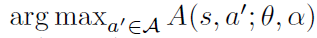 arg max_{a'∈𝒜} A(s, a'; θ, α)